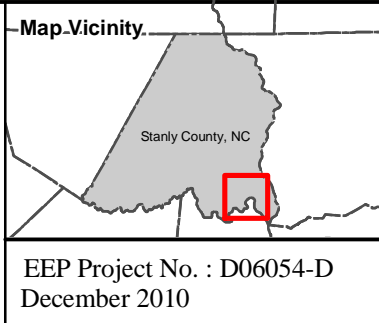 Map Vicinity
Stanly County, NC
EEP Project No. : D06054-D
December 2010